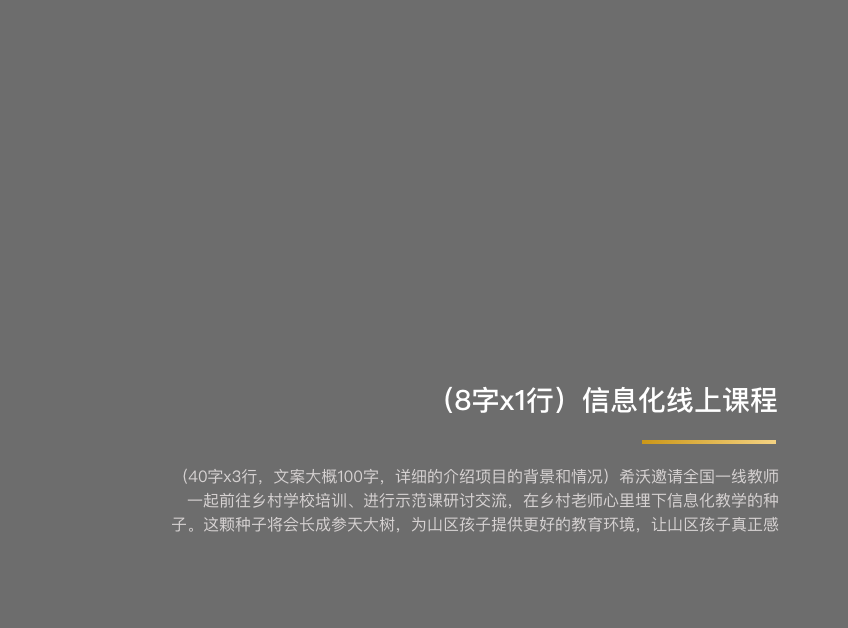 （8字x1行）信息化线上课程
（40字x3行，文案大概100字，详细的介绍项目的背景和情况）希沃邀请全国一线教师
一起前往乡村学校培训、进行示范课研讨交流，在乡村老师心里埋下信息化教学的种
子。这颗种子将会长成参天大树，为山区孩子提供更好的教育环境，让山区孩子真正感